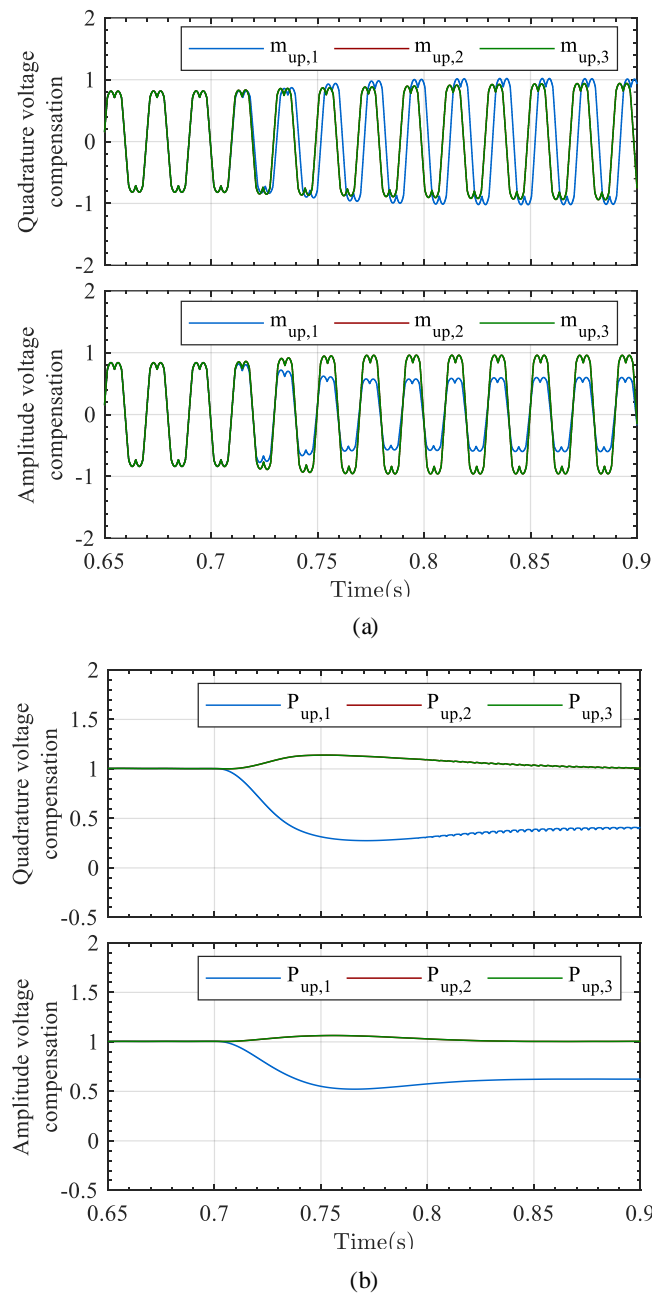 m_up,1 m_up,2 m_up,3
2
1
0
-1
-2
Quadrature voltage
compensation
m_up,1 m_up,2 m_up,3
2
1
0
-1
-2
Amplitude voltage
compensation
0.65 0.7 0.75 0.8 0.85 0.9
Time(s)
(a)
P_up,1 P_up,2 P_up,3
2
1.5
1
0.5
0
-0.5
Quadrature voltage
compensation
P_up,1 P_up,2 P_up,3
2
1.5
1
0.5
0
-0.5
Amplitude voltage
compensation
0.65 0.7 0.75 0.8 0.85 0.9
Time(s)
(b)